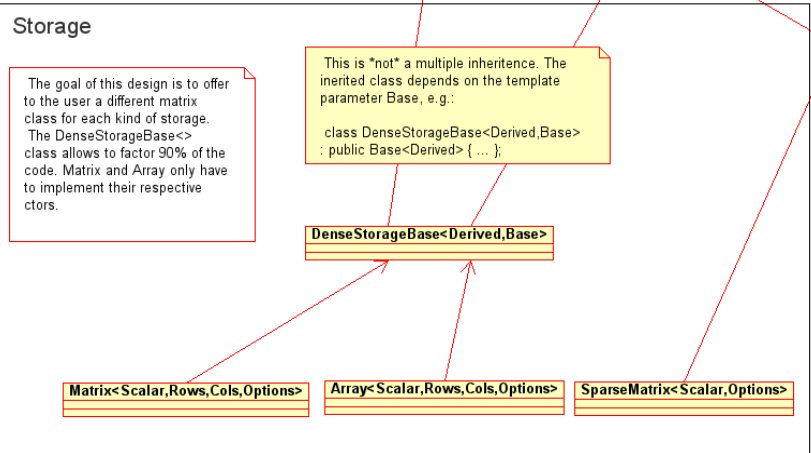 Storage
The goal of this design is to offer
to the user a different matrix
class for each kind of storage.
The DenseStorageBase<>
class allows to factor 90% of the
code. Matrix and Array only have
to implement their respective
ctors.
This is *not* a multiple inheritence. The
inerited class depends on the template
parameter Base, e.g.:
class DenseStorageBase<Derived,Base>
: public Base<Derived> { ... };
DenseStorageBase<Derived,Base>
Matrix<Scalar,Rows,Cols,Options>
Array<Scalar,Rows,Cols,Options>
SparseMatrix<Scalar,Options>